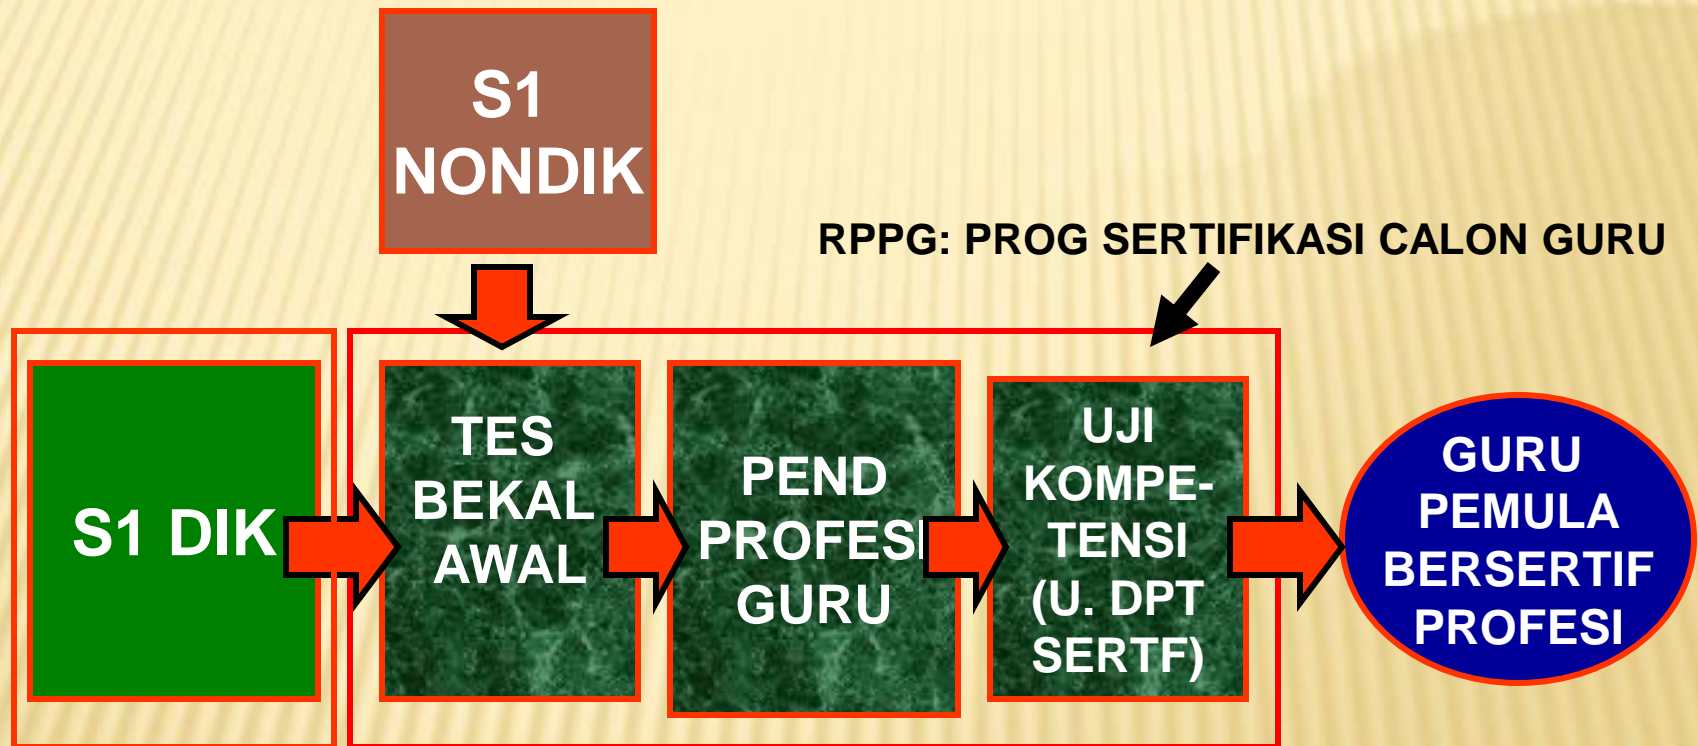 S1
NONDIK
RPPG: PROG SERTIFIKASI CALON GURU
S1 DIK
TES
BEKAL
AWAL
PEND
PROFESI
GURU
UJI
KOMPE-
TENSI
(U. DPT
SERTF)
GURU
PEMULA
BERSERTIF
PROFESI